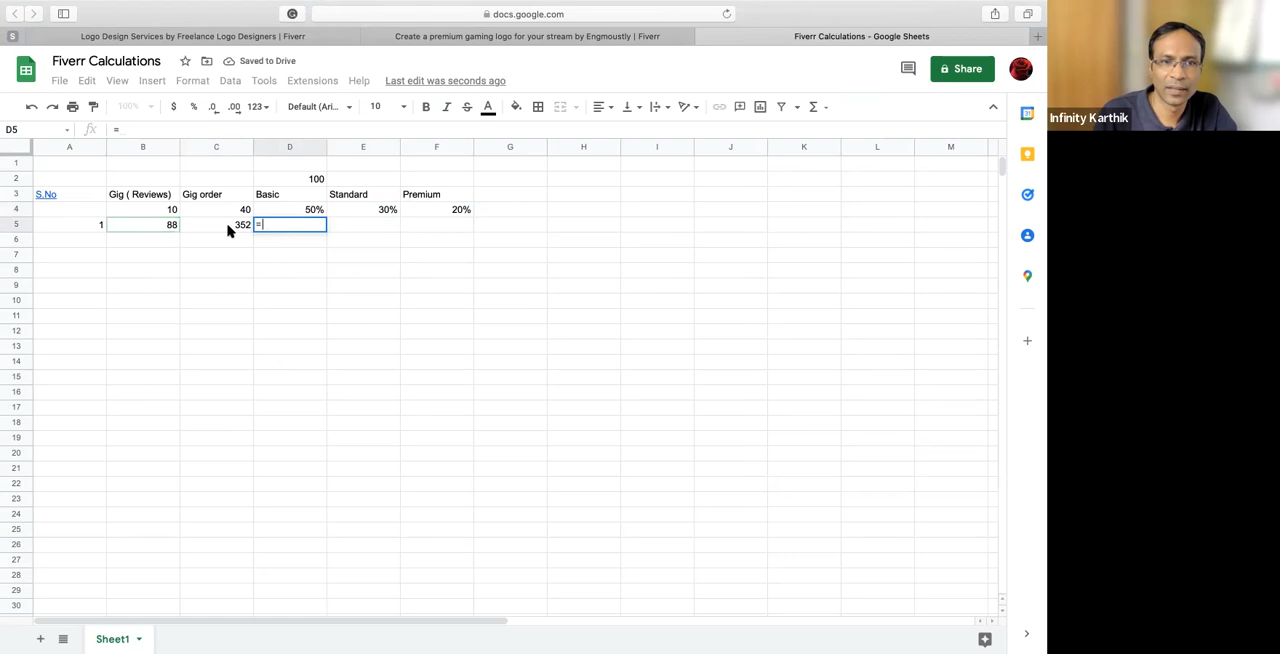 docs.google.com
S Logo Design Services by Freelance Logo Designers | Fiverr Create a premium gaming logo for your stream by Engmoustly | Fiverr Fiverr Calculations - Google Sheets
Fiverr Calculations Saved to Drive
File Edit View Insert Format Data Tools Extensions Help Last edit was seconds ago
Share
100% $ % .0 .00 123 Default (Ari... 10 B I S A
Infinity Karthik
D5 fx =
A B C D E F G H I J K L M
1
2 100
3 S.No Gig ( Reviews) Gig order Basic Standard Premium
4 10 40 50% 30% 20%
5 1 88 352 =
6
7
8
9
10
11
12
13
14
15
16
17
18
19
20
21
22
23
24
25
26
27
28
29
30
Sheet1